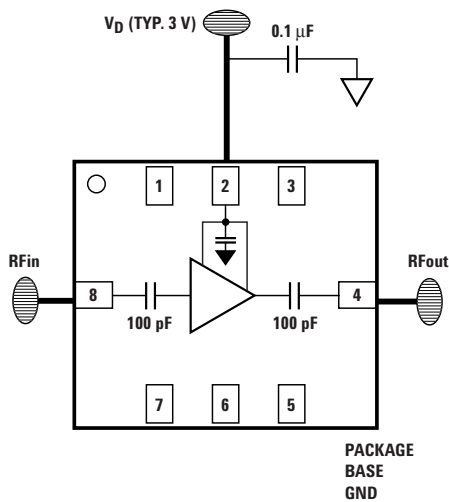 V_D (TYP. 3 V)
0.1 μF
1
2
3
RFin
RFout
8
4
100 pF
100 pF
7
6
5
PACKAGE
BASE
GND